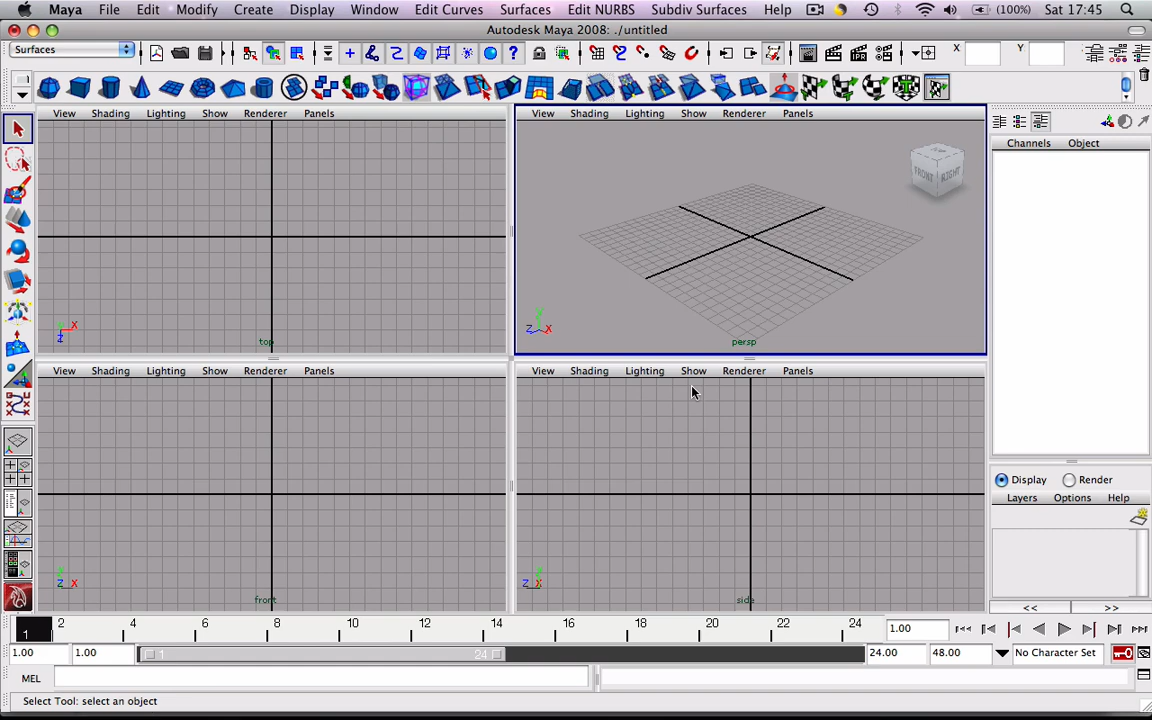 Maya File Edit Modify Create Display Window Edit Curves Surfaces Edit NURBS Subdiv Surfaces Help (100%) Sat 17:45
Autodesk Maya 2008: ./untitled
Surfaces X Y
View Shading Lighting Show Renderer Panels
View Shading Lighting Show Renderer Panels
Channels Object
FRONT RIGHT
X
Z
top
Y
Z X
persp
View Shading Lighting Show Renderer Panels
View Shading Lighting Show Renderer Panels
Display Render
Layers Options Help
Z X
front
Z X
side
<< >>
1 2 4 6 8 10 12 14 16 18 20 22 24 1.00
1.00 1.00 1 24 24.00 48.00 No Character Set
MEL
Select Tool: select an object